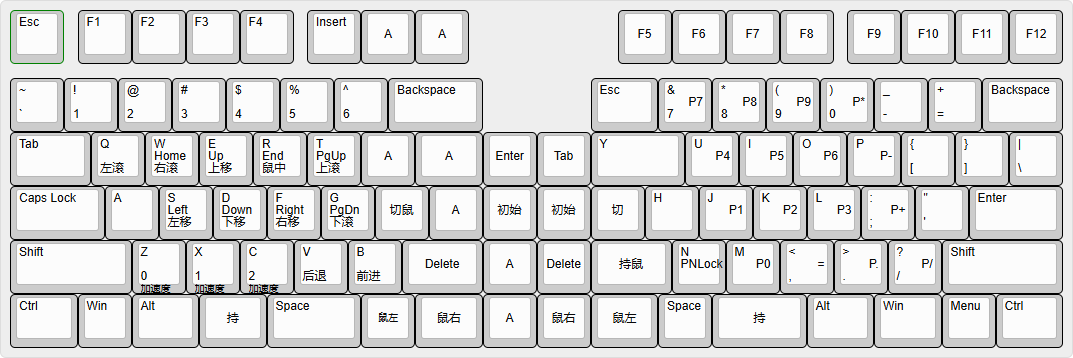 Esc F1 F2 F3 F4 Insert A A F5 F6 F7 F8 F9 F10 F11 F12
~ ! @ # $ % ^ Backspace Esc & * ( ) _ + Backspace
P7 P8 P9 P*
` 1 2 3 4 5 6 7 8 9 0 - =
Tab Q W E R T Y U I O P { } |
Home Up End PgUp A A Enter Tab P4 P5 P6 P-
左滚 右滚 上移 鼠中 上滚 [ ] \
Caps Lock A S D F G H J K L : " Enter
Left Down Right PgDn 切鼠 A 初始 初始 切 P1 P2 P3 P+
左移 下移 右移 下滚 ; '
Shift Z X C V B N M < > ? Shift
Delete A Delete 持鼠 PNLock P0 = P. P/
0 1 2 后退 前进 , . /
加速度 加速度 加速度
Ctrl Win Alt Space Space Alt Win Menu Ctrl
持 鼠左 鼠右 A 鼠右 鼠左 持